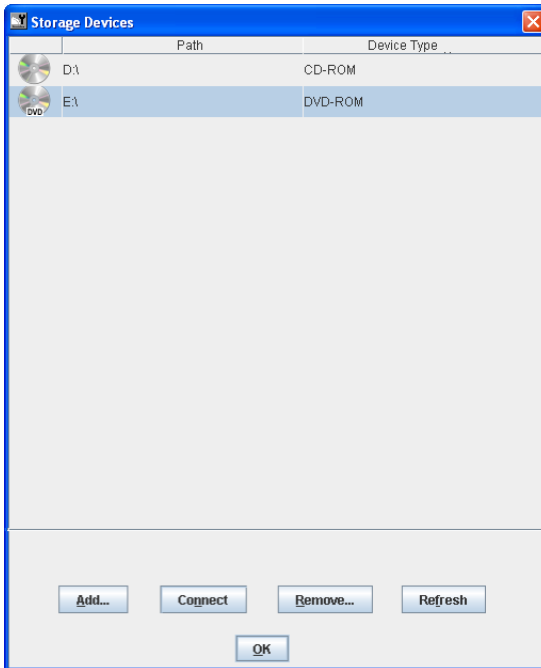 Storage Devices
Path Device Type
D:\ CD-ROM
DVD E:\ DVD-ROM
Add... Connect Remove... Refresh
OK